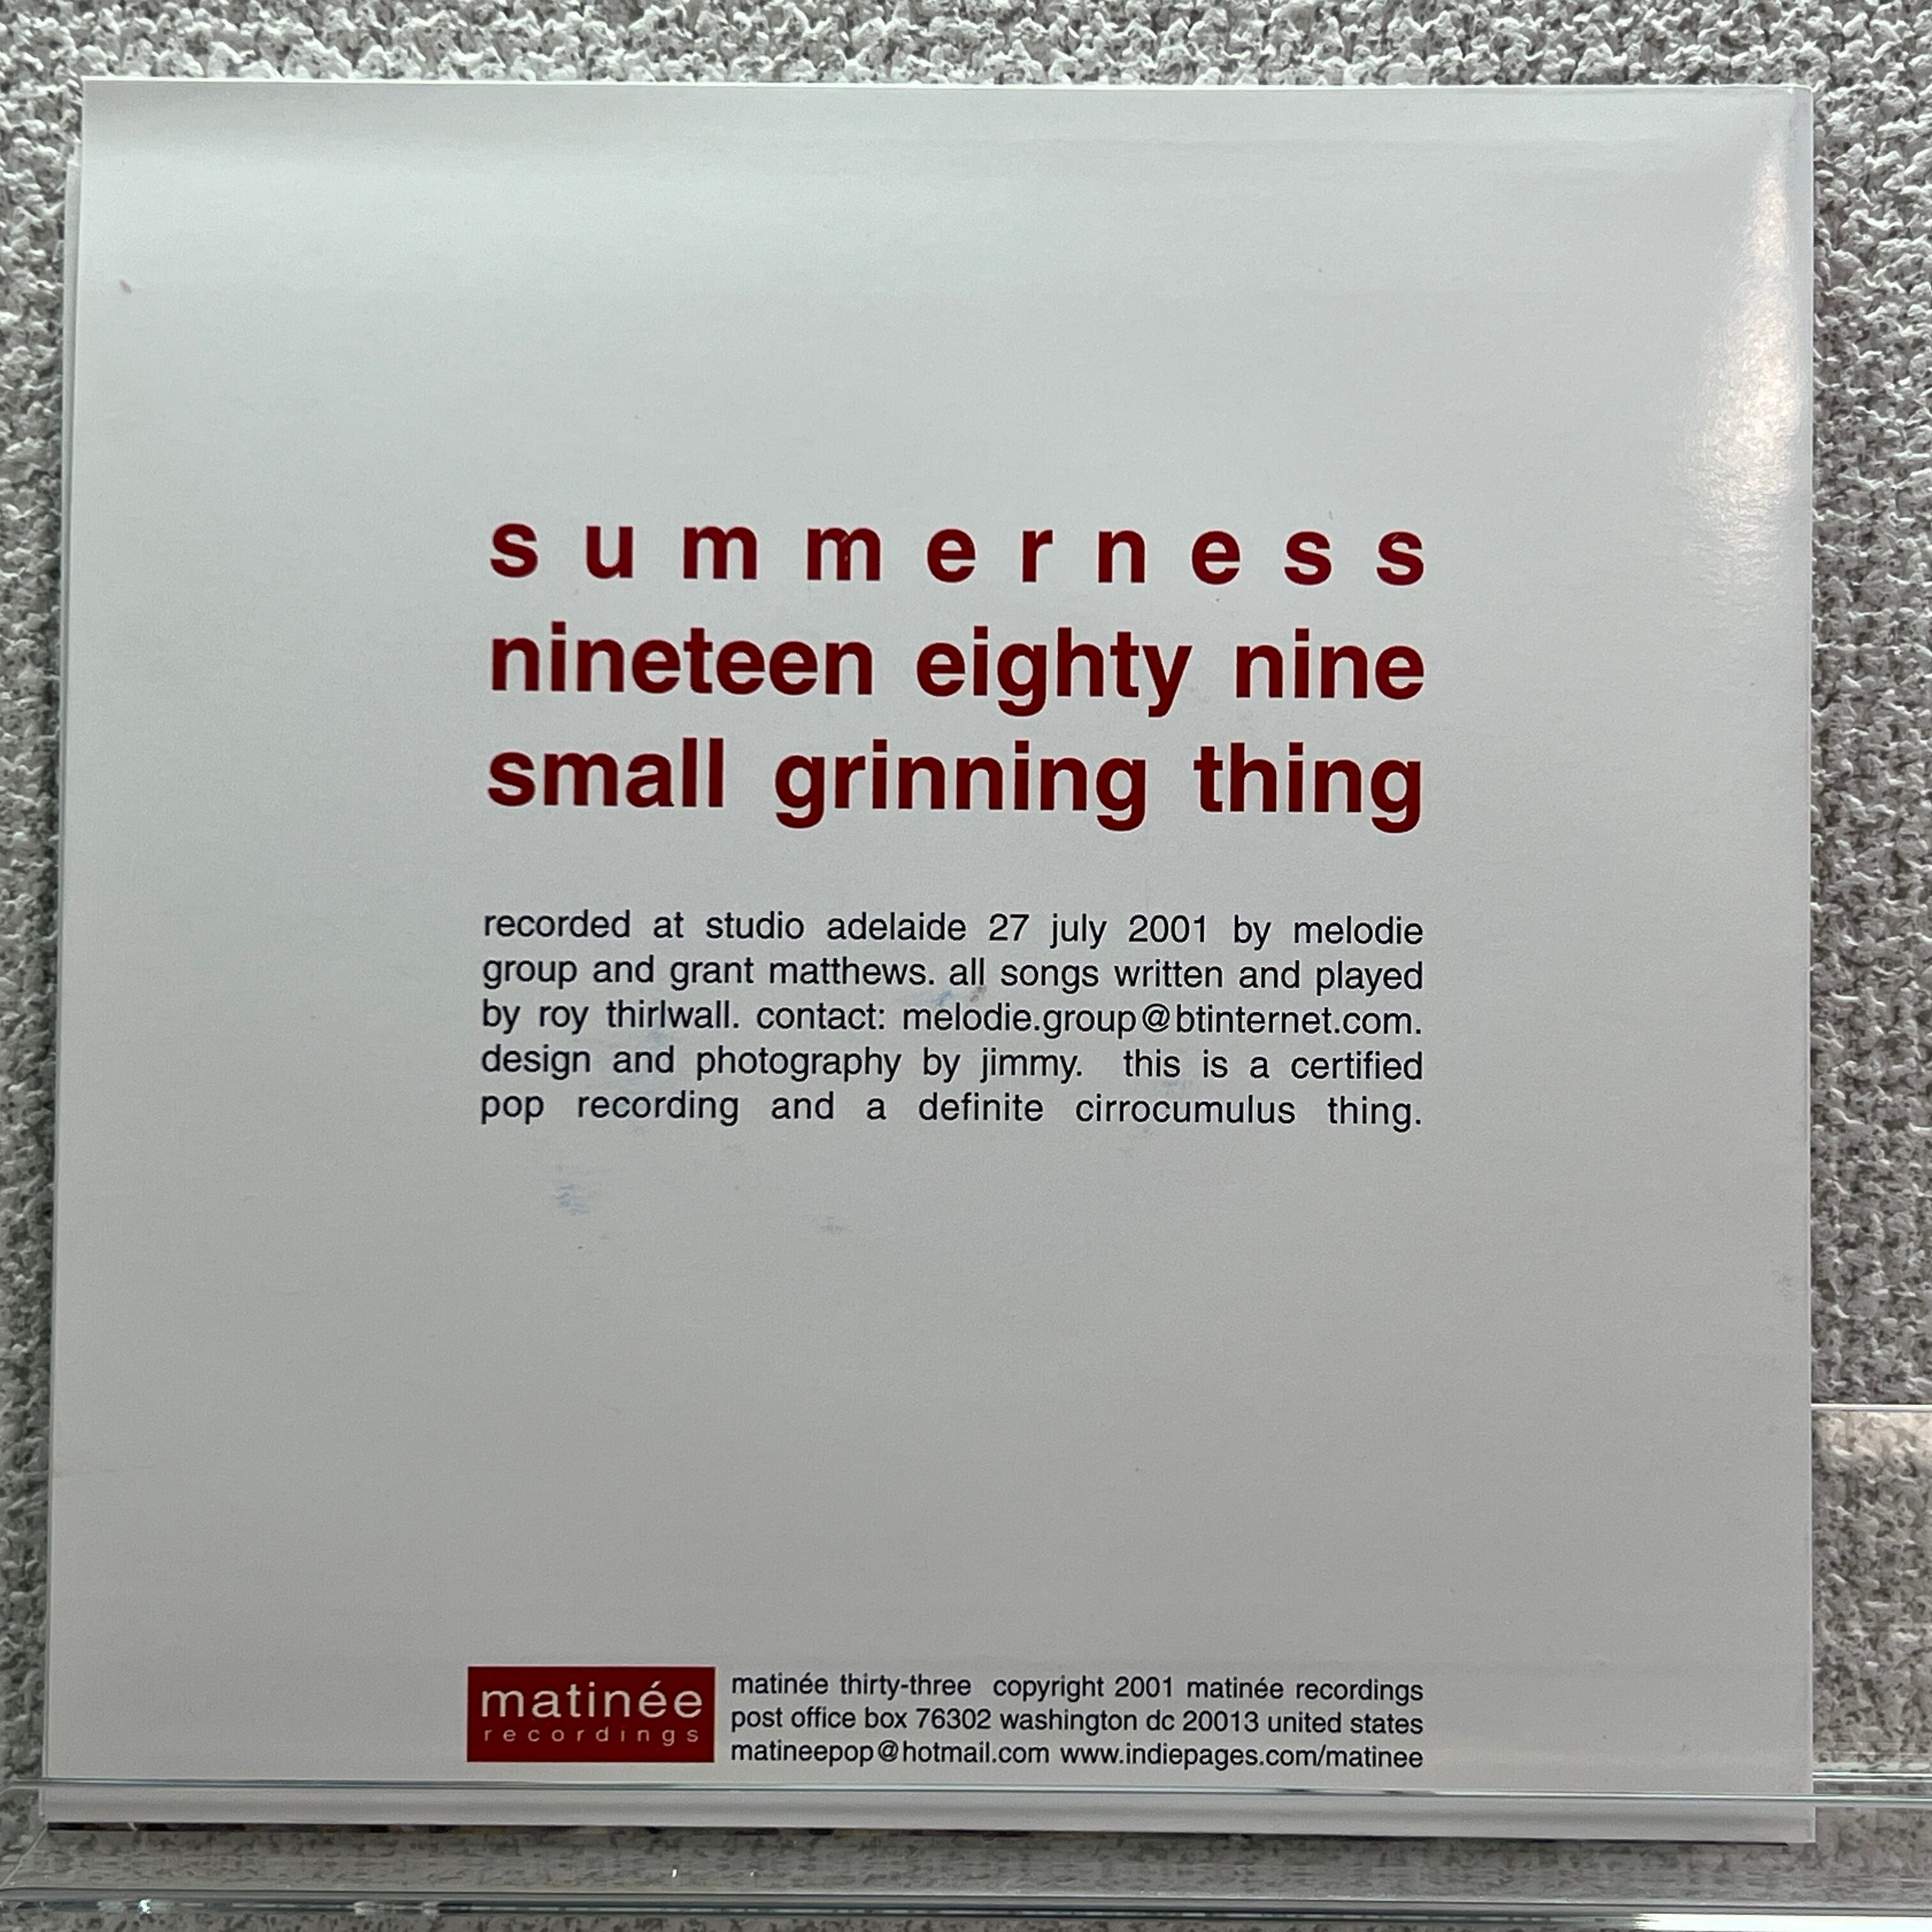 summerness
nineteen eighty nine
small grinning thing
recorded at studio adelaide 27 july 2001 by melodie
group and grant matthews. all songs written and played
by roy thirlwall. contact: melodie.group@btinternet.com.
design and photography by jimmy. this is a certified
pop recording and a definite cirrocumulus thing.
matinée
recordings
matinée thirty-three copyright 2001 matinée recordings
post office box 76302 washington dc 20013 united states
matineepop@hotmail.com www.indiepages.com/matinee